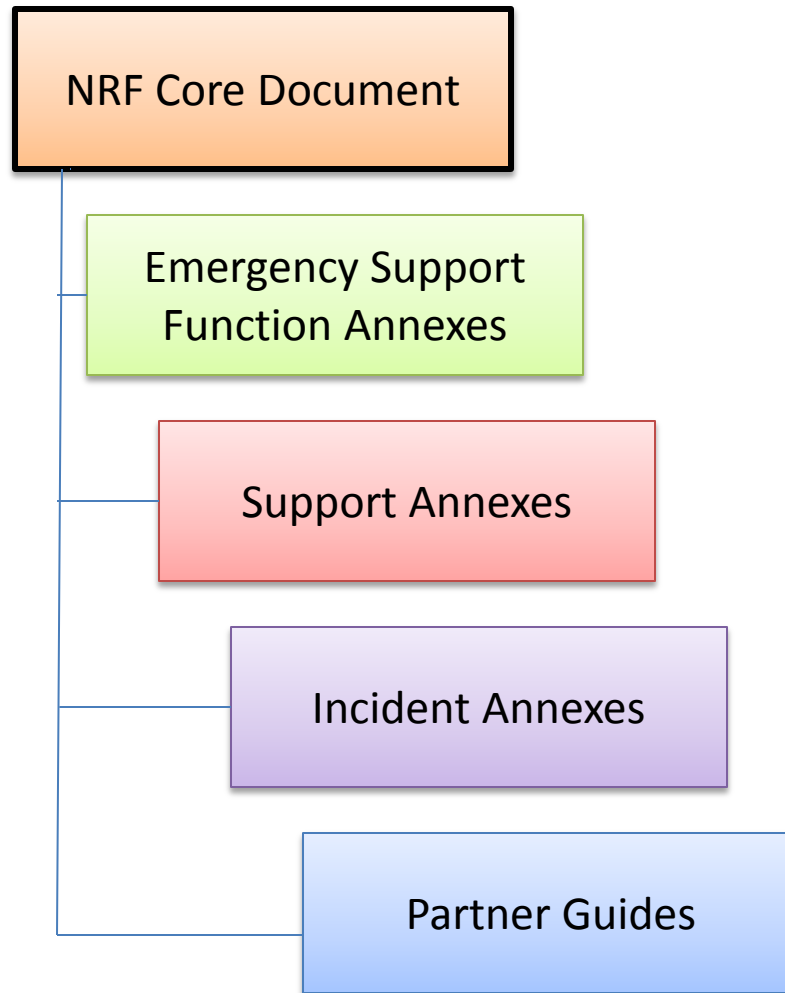 NRF Core Document
Emergency Support
Function Annexes
Support Annexes
Incident Annexes
Partner Guides